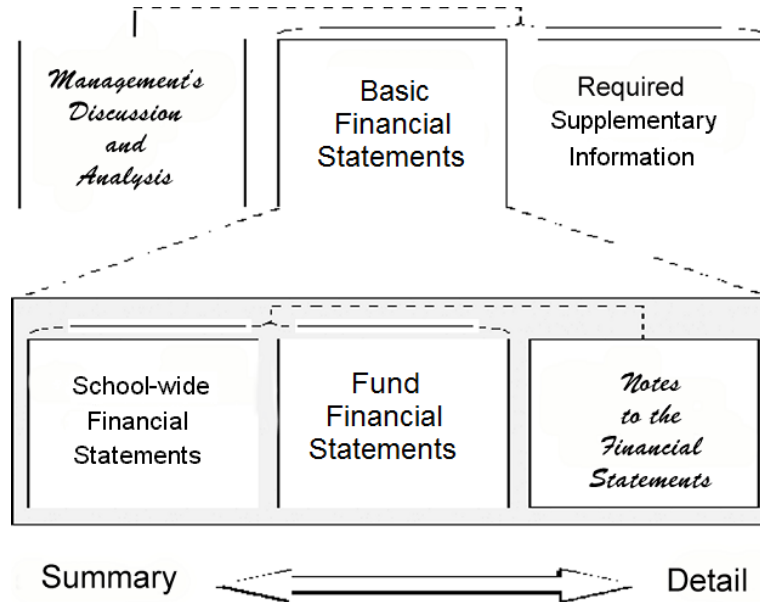 Management's
Discussion
and
Analysis
Basic
Financial
Statements
Required
Supplementary
Information
School-wide
Financial
Statements
Fund
Financial
Statements
Notes
to the
Financial
Statements
Summary
Detail